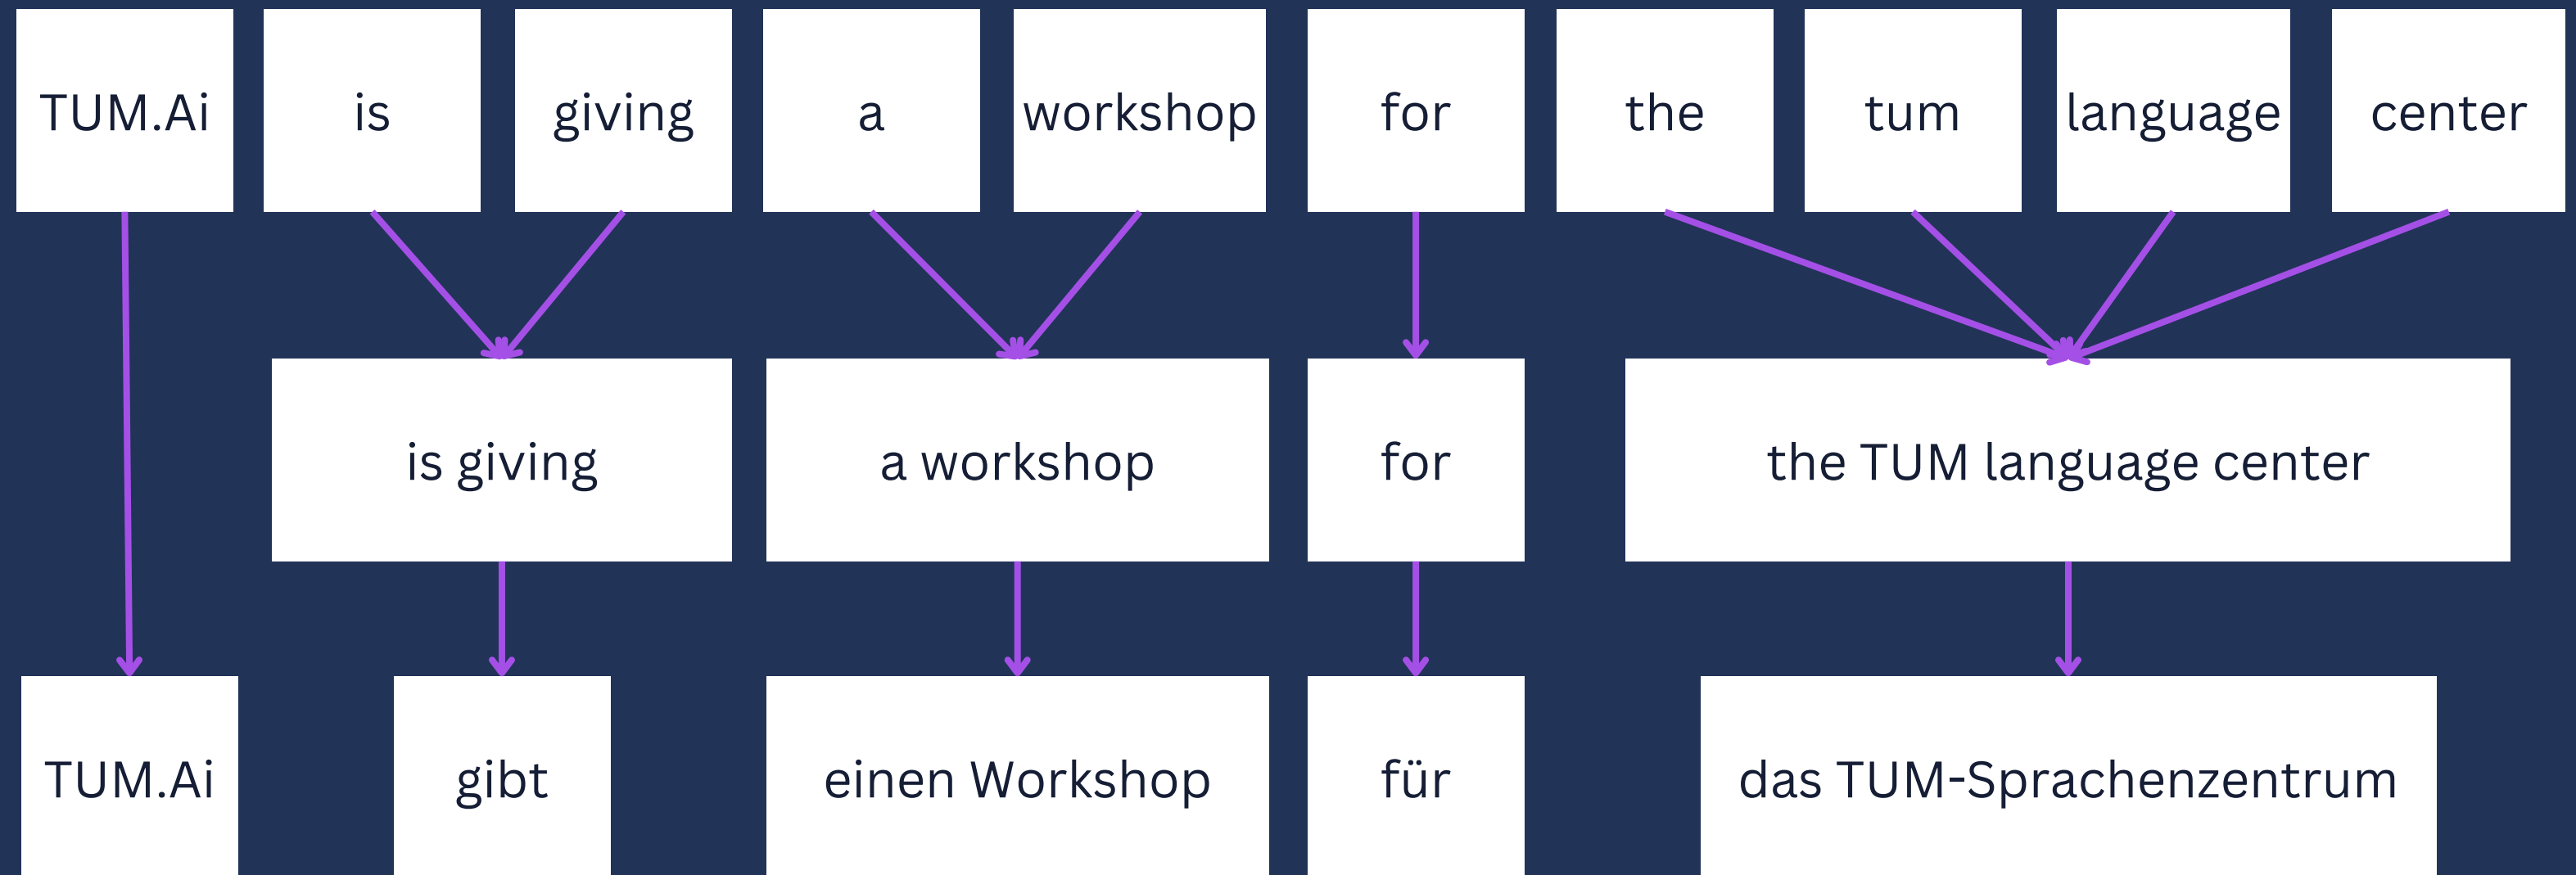 TUM.Ai is giving a workshop for the tum language center
is giving a workshop for the TUM language center
TUM.Ai gibt einen Workshop für das TUM-Sprachenzentrum